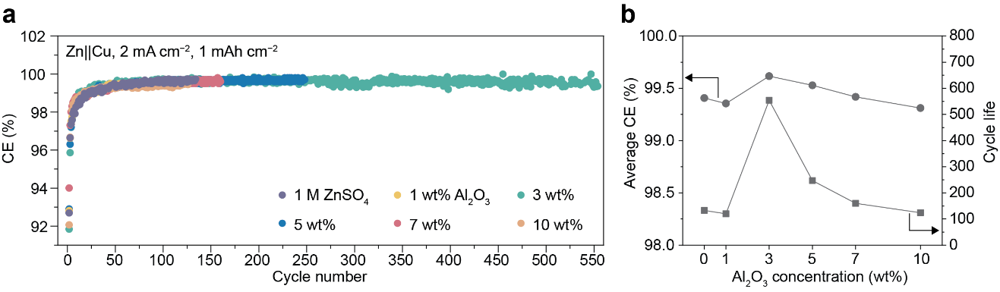 a
Zn||Cu, 2 mA cm⁻², 1 mAh cm⁻²
CE (%)
102
100
98
96
94
92
1 M ZnSO₄
1 wt% Al₂O₃
3 wt%
5 wt%
7 wt%
10 wt%
0 50 100 150 200 250 300 350 400 450 500 550
Cycle number
b
Average CE (%)
100.0
99.5
99.0
98.5
98.0
800
700
600
500
400
300
200
100
0
Cycle life
0 1 3 5 7 10
Al₂O₃ concentration (wt%)